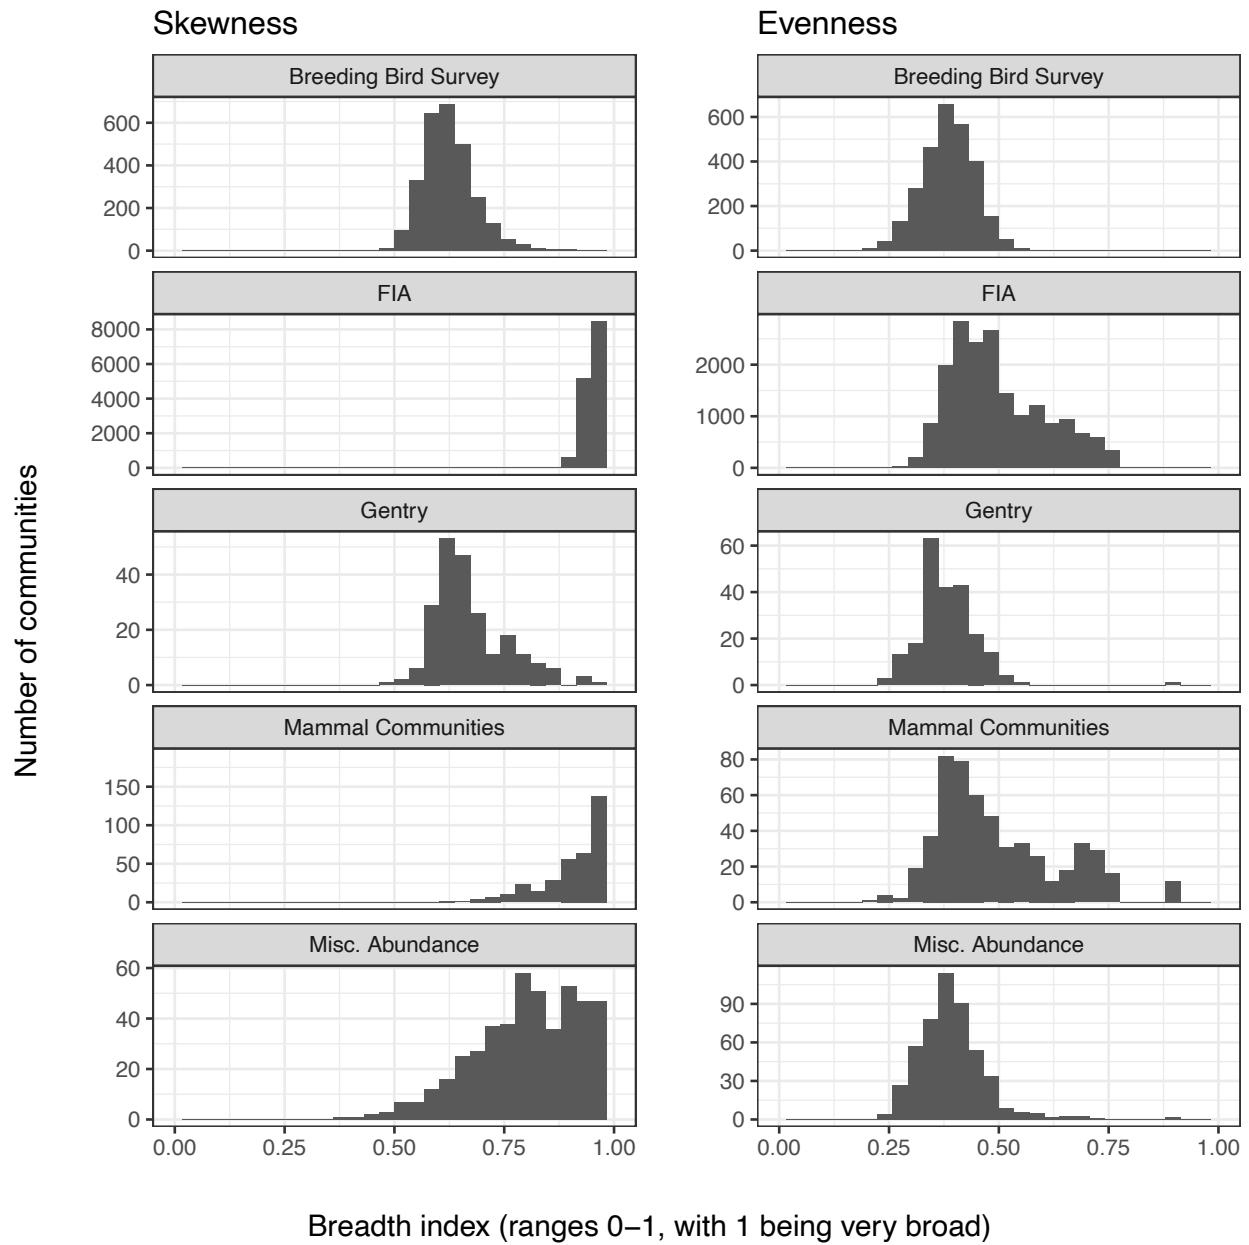 Skewness
Evenness
Breeding Bird Survey
Breeding Bird Survey
600
400
200
0
600
400
200
0
FIA
FIA
8000
6000
4000
2000
0
2000
1000
0
Gentry
Gentry
40
20
0
60
40
20
0
Mammal Communities
Mammal Communities
150
100
50
0
80
60
40
20
0
Misc. Abundance
Misc. Abundance
60
40
20
0
90
60
30
0
0.00 0.25 0.50 0.75 1.00
0.00 0.25 0.50 0.75 1.00
Number of communities
Breadth index (ranges 0−1, with 1 being very broad)